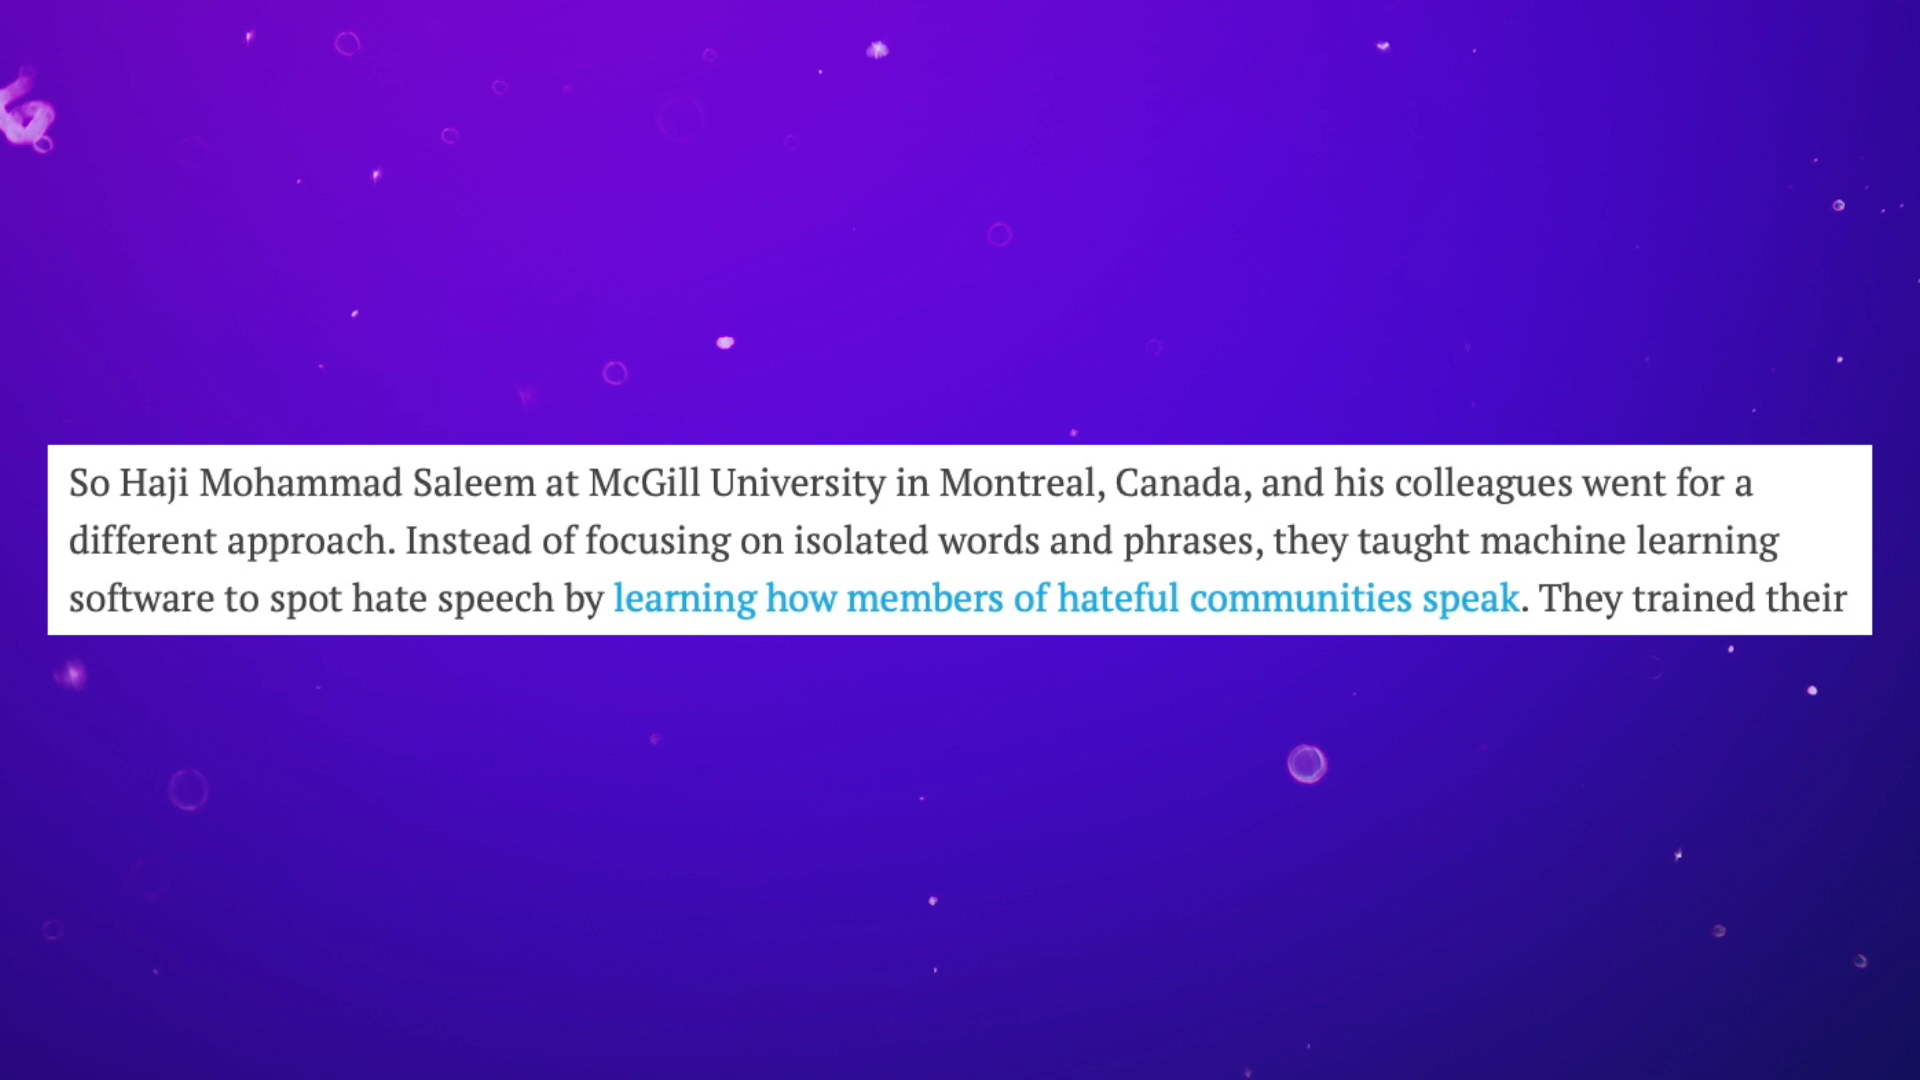 So Haji Mohammad Saleem at McGill University in Montreal, Canada, and his colleagues went for a
different approach. Instead of focusing on isolated words and phrases, they taught machine learning
software to spot hate speech by learning how members of hateful communities speak. They trained their